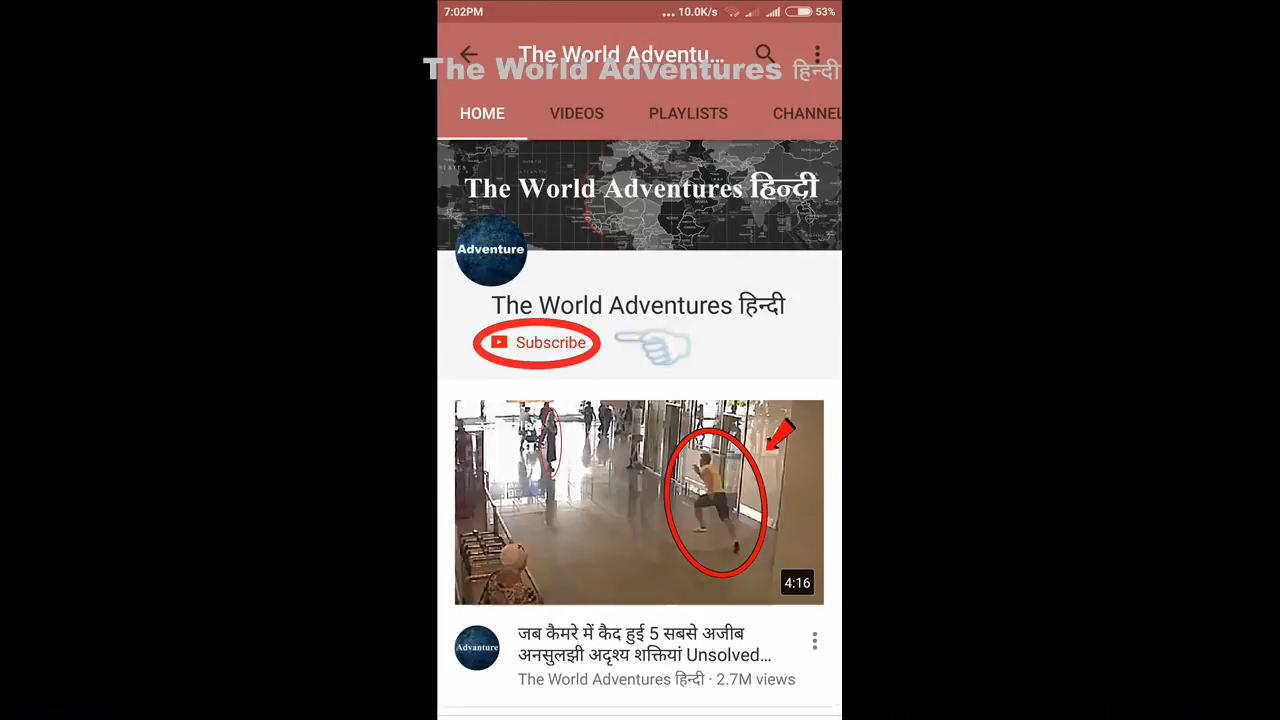 7:02PM
... 10.0K/s
53%
The World Adventu...
The World Adventures हिन्दी
HOME
VIDEOS
PLAYLISTS
CHANNEL
The World Adventures हिन्दी
Adventure
The World Adventures हिन्दी
Subscribe
4:16
जब कैमरे में कैद हुई 5 सबसे अजीब
अनसुलझी अदृश्य शक्तियां Unsolved...
Advanture
The World Adventures हिन्दी · 2.7M views